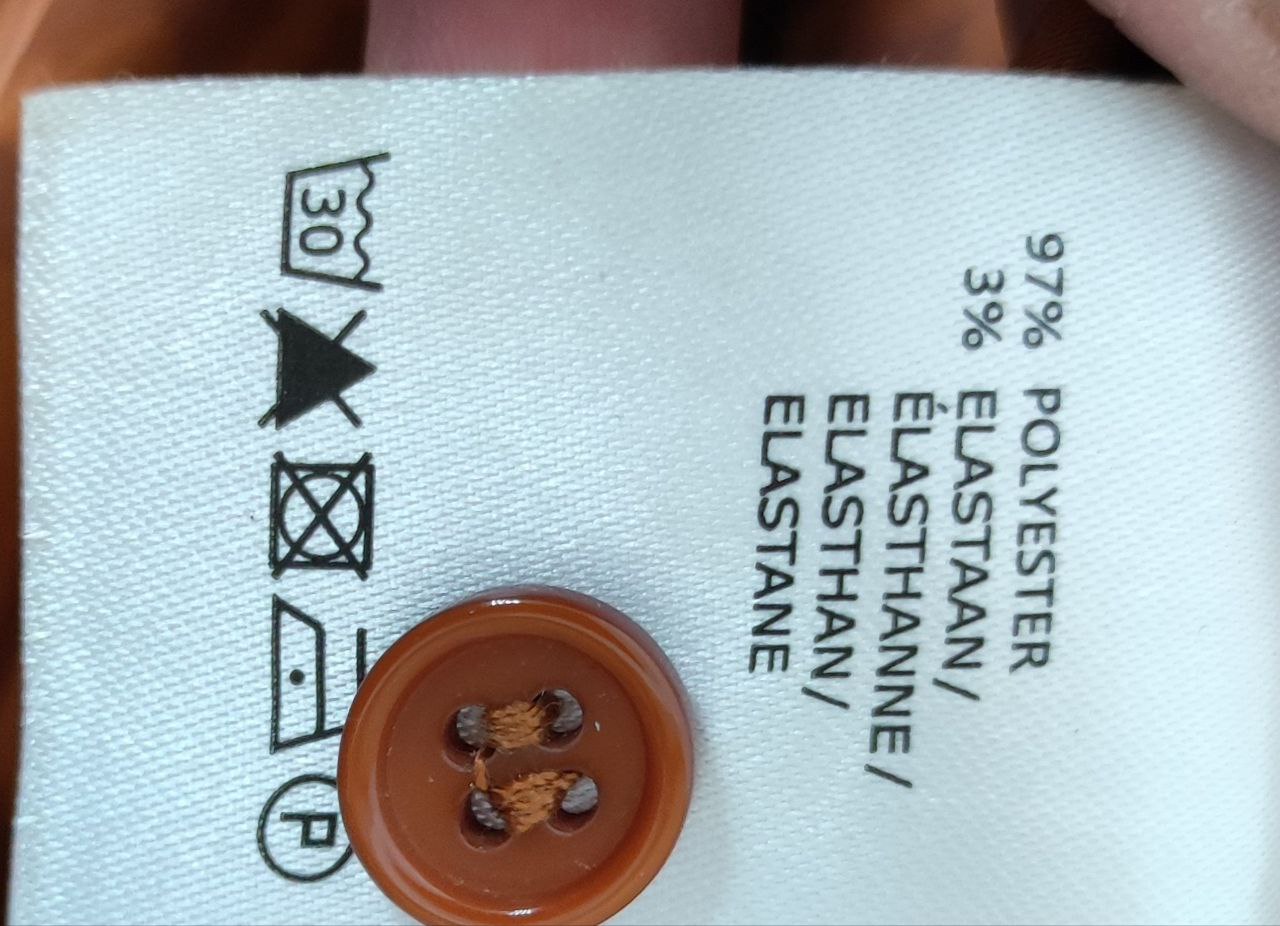 97% POLYESTER
3% ELASTAAN /
ÉLASTHANNE /
ELASTHAN /
ELASTANE
30
P